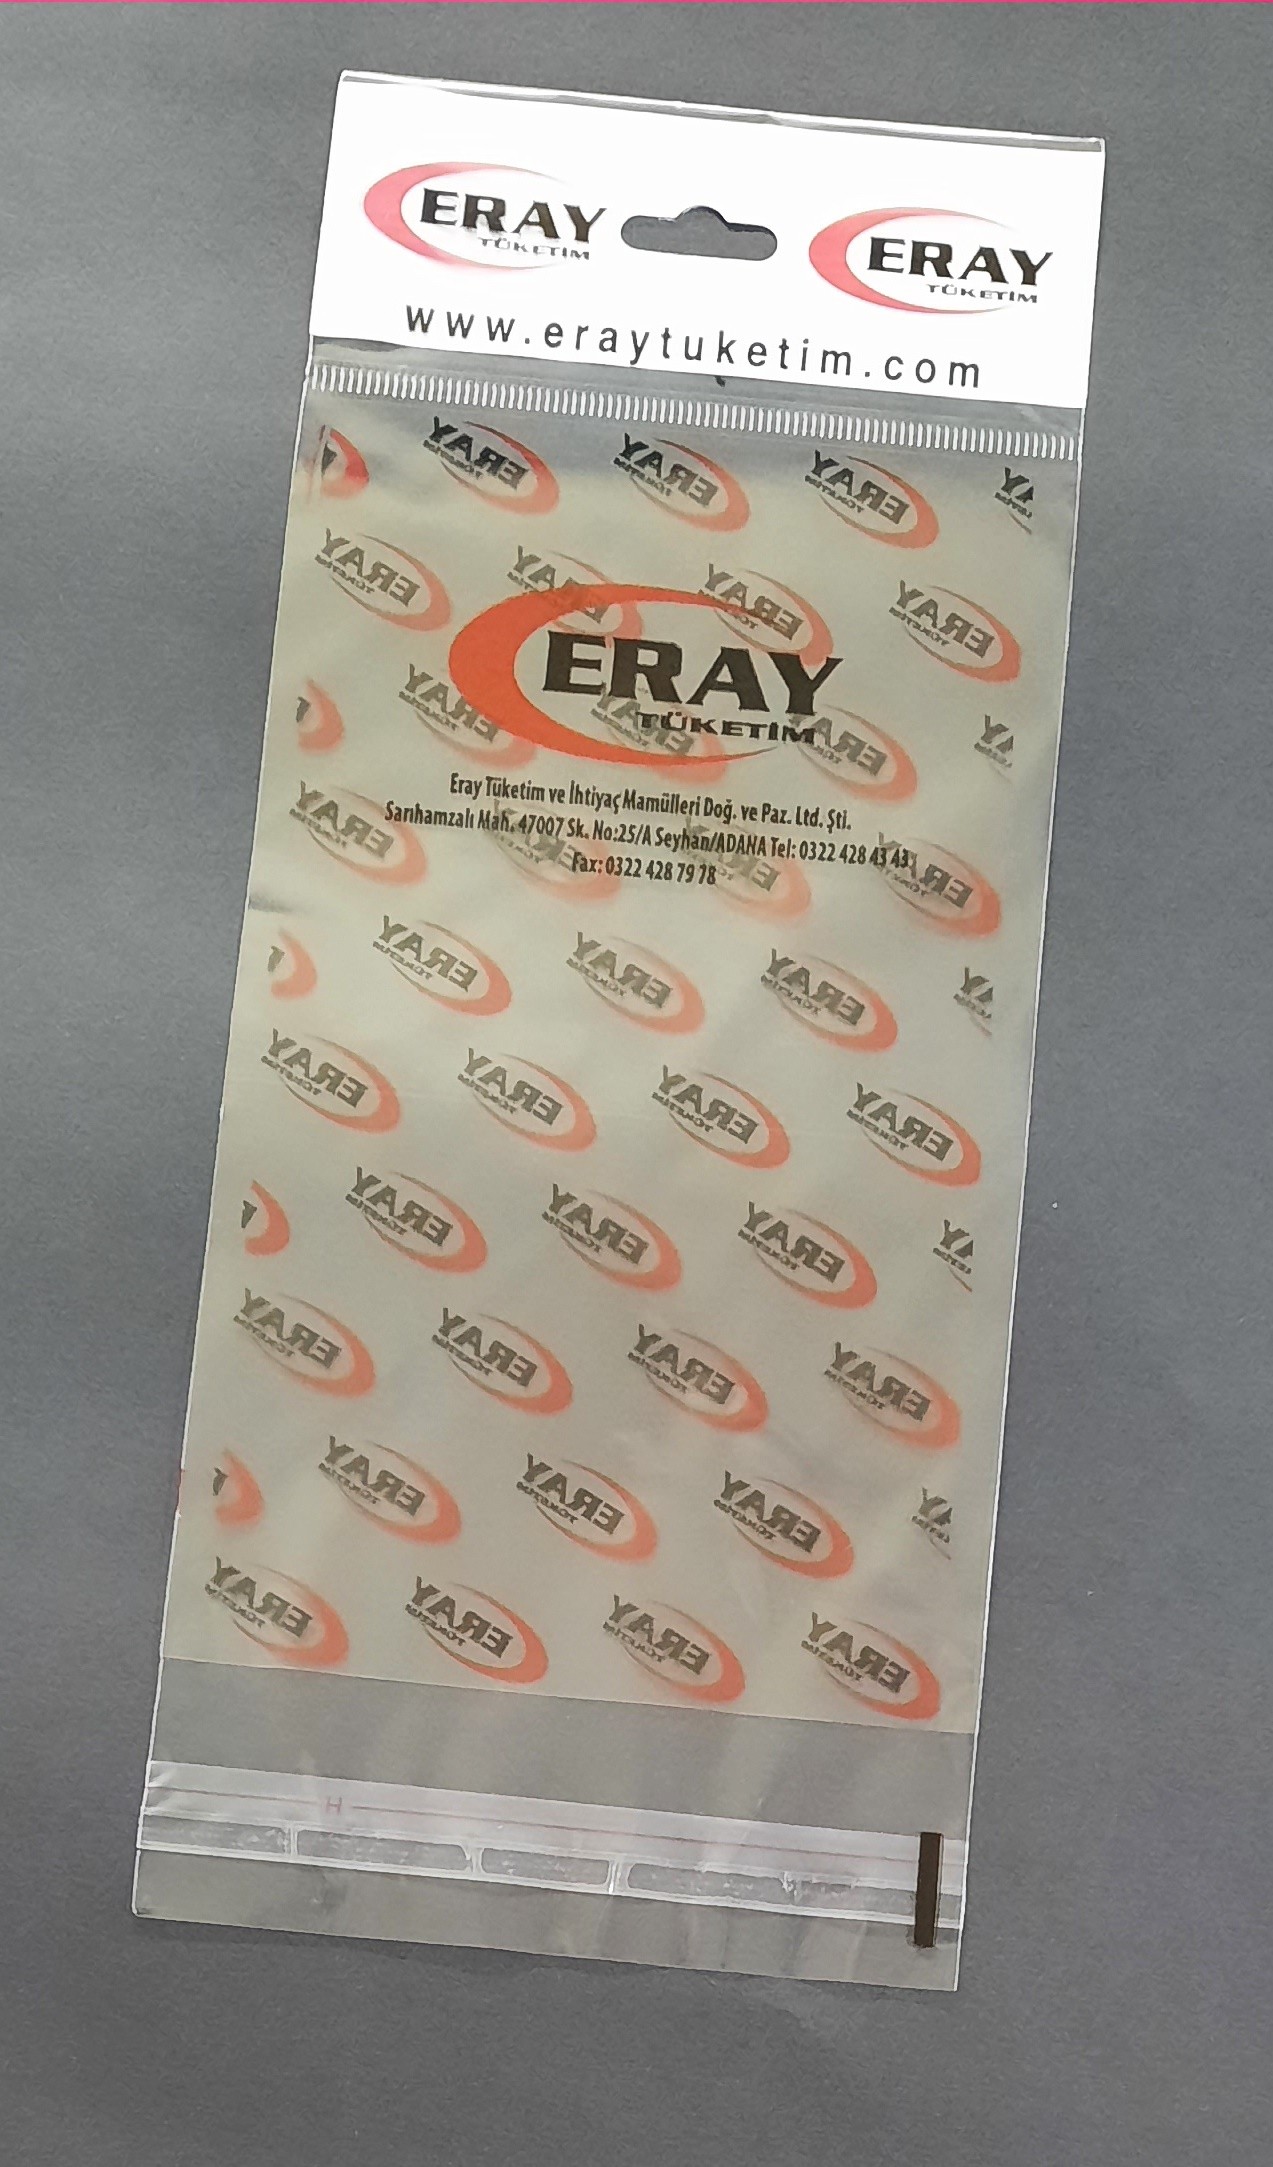 ERAY
TÜKETİM
ERAY
TÜKETİM
www.eraytuketim.com
ERAY
TÜKETİM
Eray Tüketim ve İhtiyaç Mamülleri Doğ. ve Paz. Ltd. Şti.
Sarıhamzalı Mah. 47007 Sk. No:25/A Seyhan/ADANA Tel: 0322 428 43 43
Fax: 0322 428 79 78
H